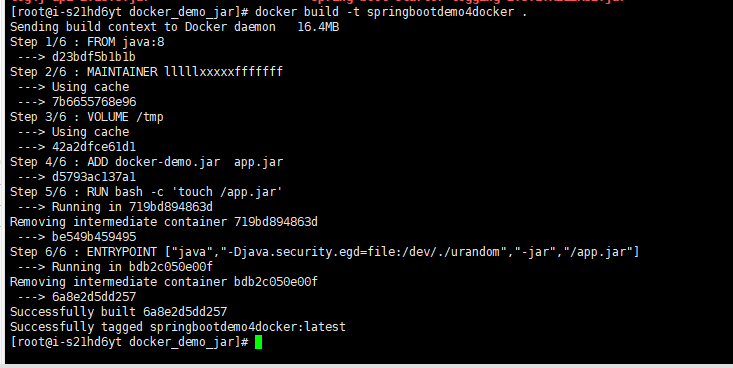 [root@i-s21hd6yt docker_demo_jar]# docker build -t springbootdemo4docker .
Sending build context to Docker daemon   16.4MB
Step 1/6 : FROM java:8
 ---> d23bdf5b1b1b
Step 2/6 : MAINTAINER lllllxxxxxfffffff
 ---> Using cache
 ---> 7b6655768e96
Step 3/6 : VOLUME /tmp
 ---> Using cache
 ---> 42a2dfce61d1
Step 4/6 : ADD docker-demo.jar  app.jar
 ---> d5793ac137a1
Step 5/6 : RUN bash -c 'touch /app.jar'
 ---> Running in 719bd894863d
Removing intermediate container 719bd894863d
 ---> be549b459495
Step 6/6 : ENTRYPOINT ["java","-Djava.security.egd=file:/dev/./urandom","-jar","/app.jar"]
 ---> Running in bdb2c050e00f
Removing intermediate container bdb2c050e00f
 ---> 6a8e2d5dd257
Successfully built 6a8e2d5dd257
Successfully tagged springbootdemo4docker:latest
[root@i-s21hd6yt docker_demo_jar]#